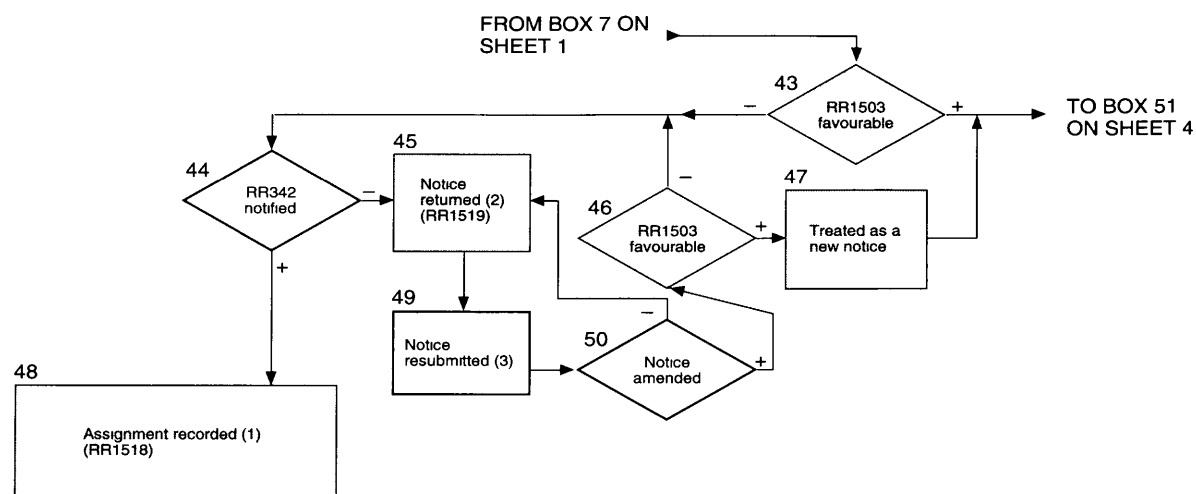 FROM BOX 7 ON
SHEET 1
43
RR1503
favourable
−
+
TO BOX 51
ON SHEET 4
44
RR342
notified
−
+
45
Notice
returned (2)
(RR1519)
46
RR1503
favourable
−
+
47
Treated as a
new notice
49
Notice
resubmitted (3)
50
Notice
amended
−
+
48
Assignment recorded (1)
(RR1518)